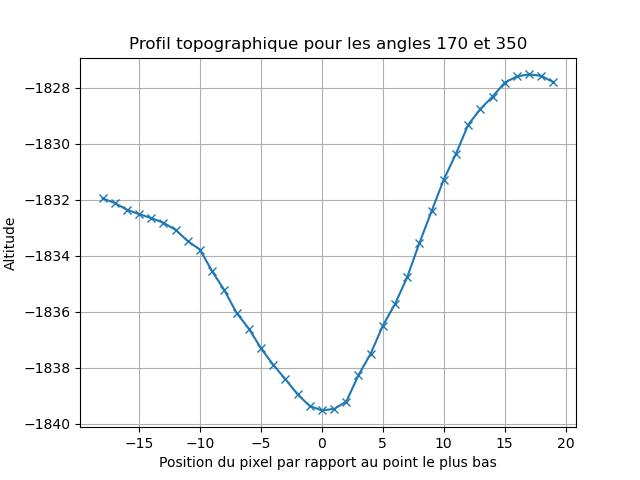 Profil topographique pour les angles 170 et 350
Altitude
−1828
−1830
−1832
−1834
−1836
−1838
−1840
−15 −10 −5 0 5 10 15 20
Position du pixel par rapport au point le plus bas